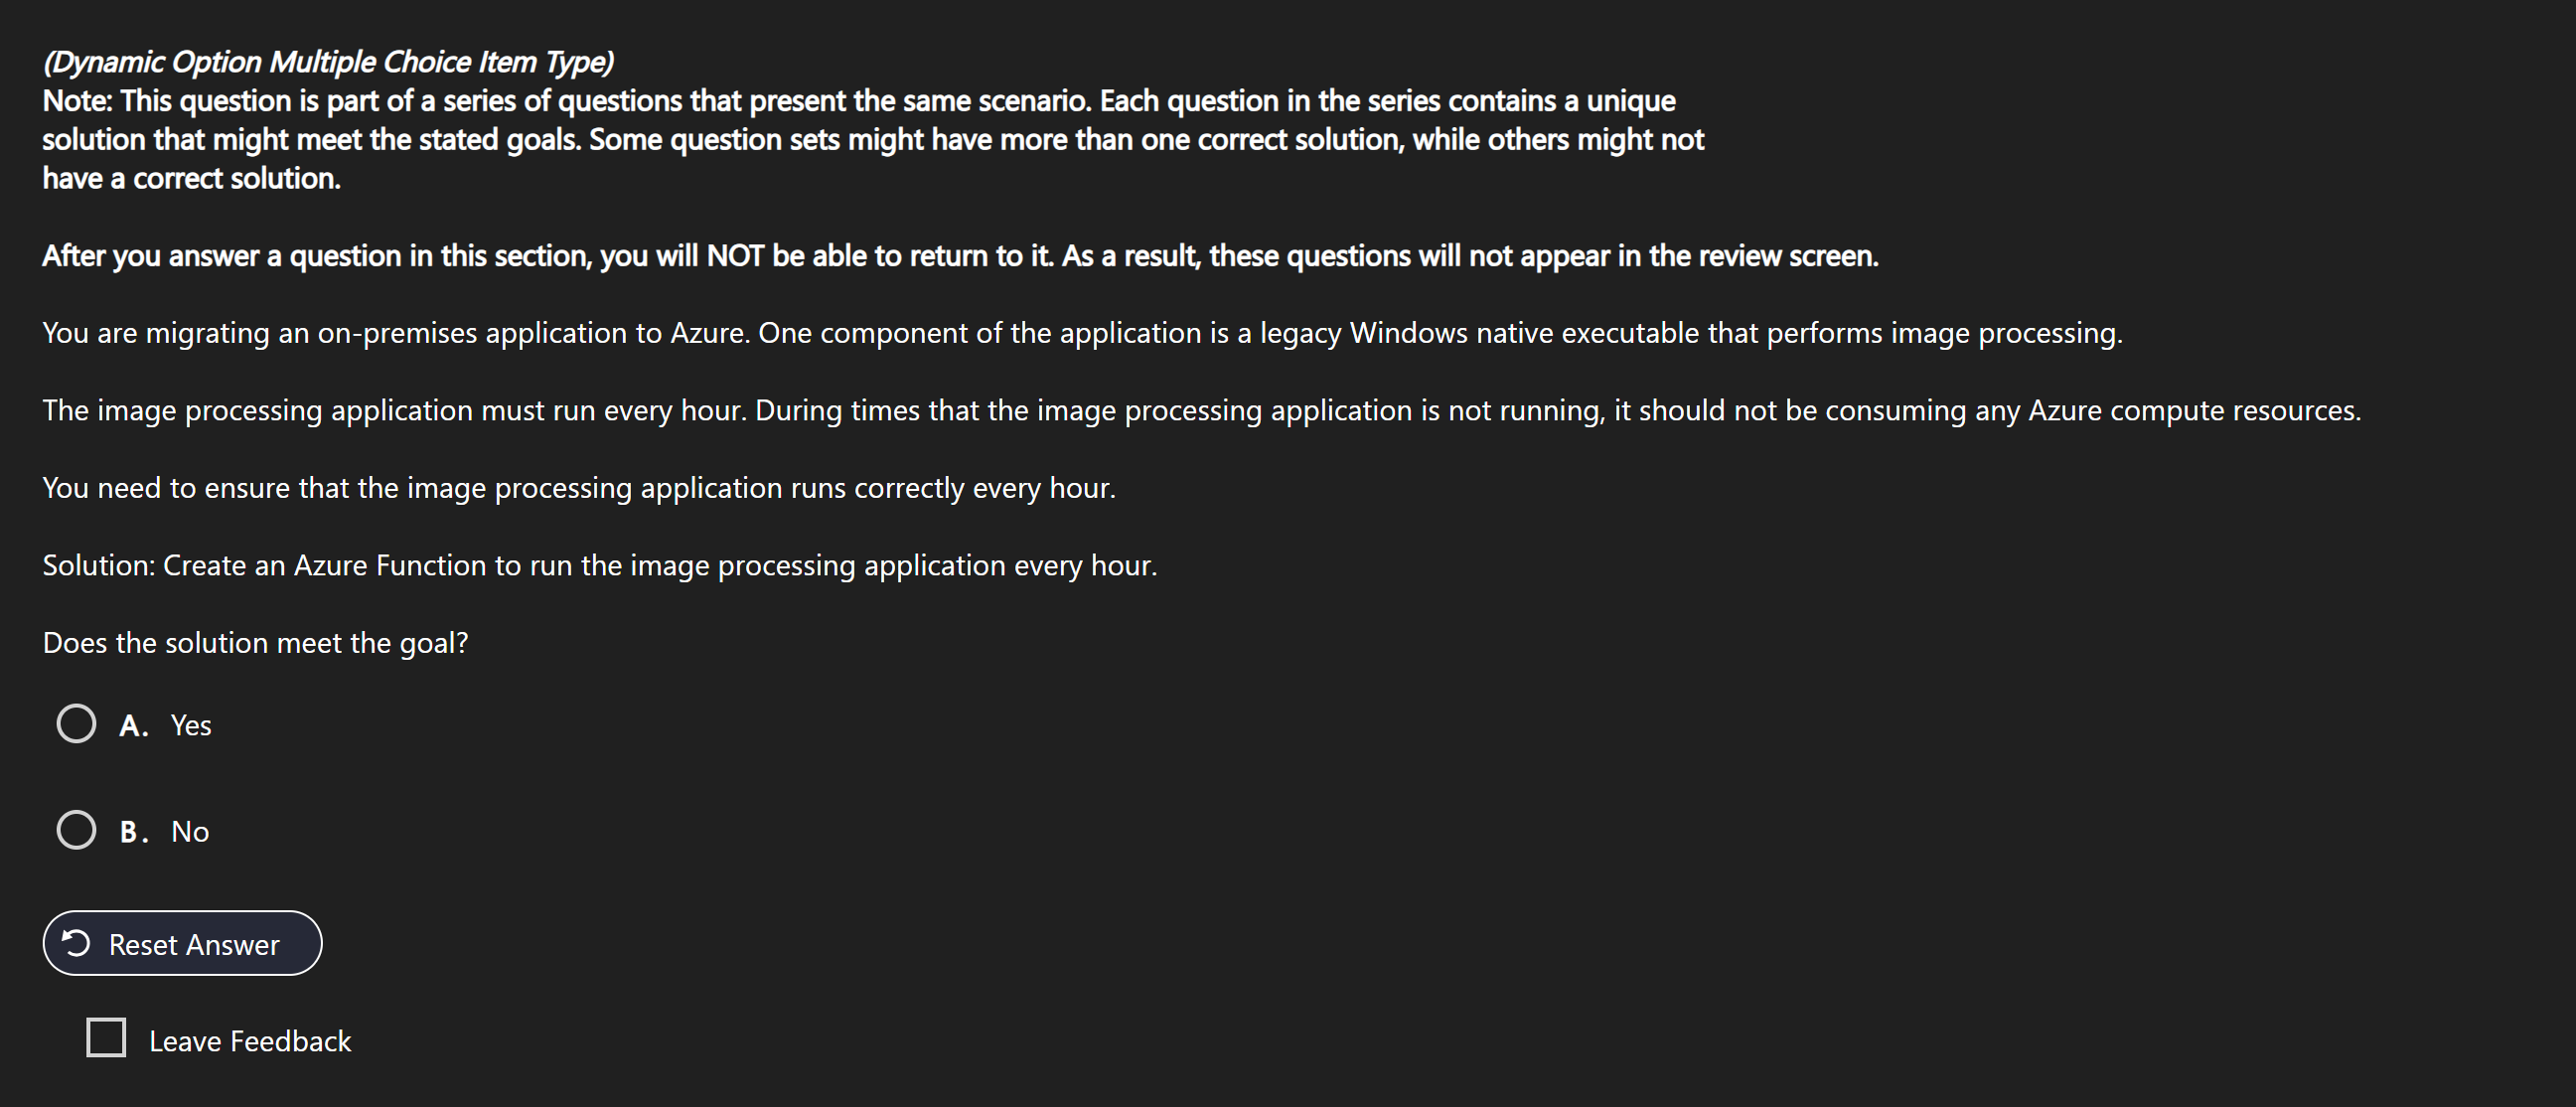 (Dynamic Option Multiple Choice Item Type)
Note: This question is part of a series of questions that present the same scenario. Each question in the series contains a unique
solution that might meet the stated goals. Some question sets might have more than one correct solution, while others might not
have a correct solution.
After you answer a question in this section, you will NOT be able to return to it. As a result, these questions will not appear in the review screen.
You are migrating an on-premises application to Azure. One component of the application is a legacy Windows native executable that performs image processing.
The image processing application must run every hour. During times that the image processing application is not running, it should not be consuming any Azure compute resources.
You need to ensure that the image processing application runs correctly every hour.
Solution: Create an Azure Function to run the image processing application every hour.
Does the solution meet the goal?
A. Yes
B. No
Reset Answer
Leave Feedback